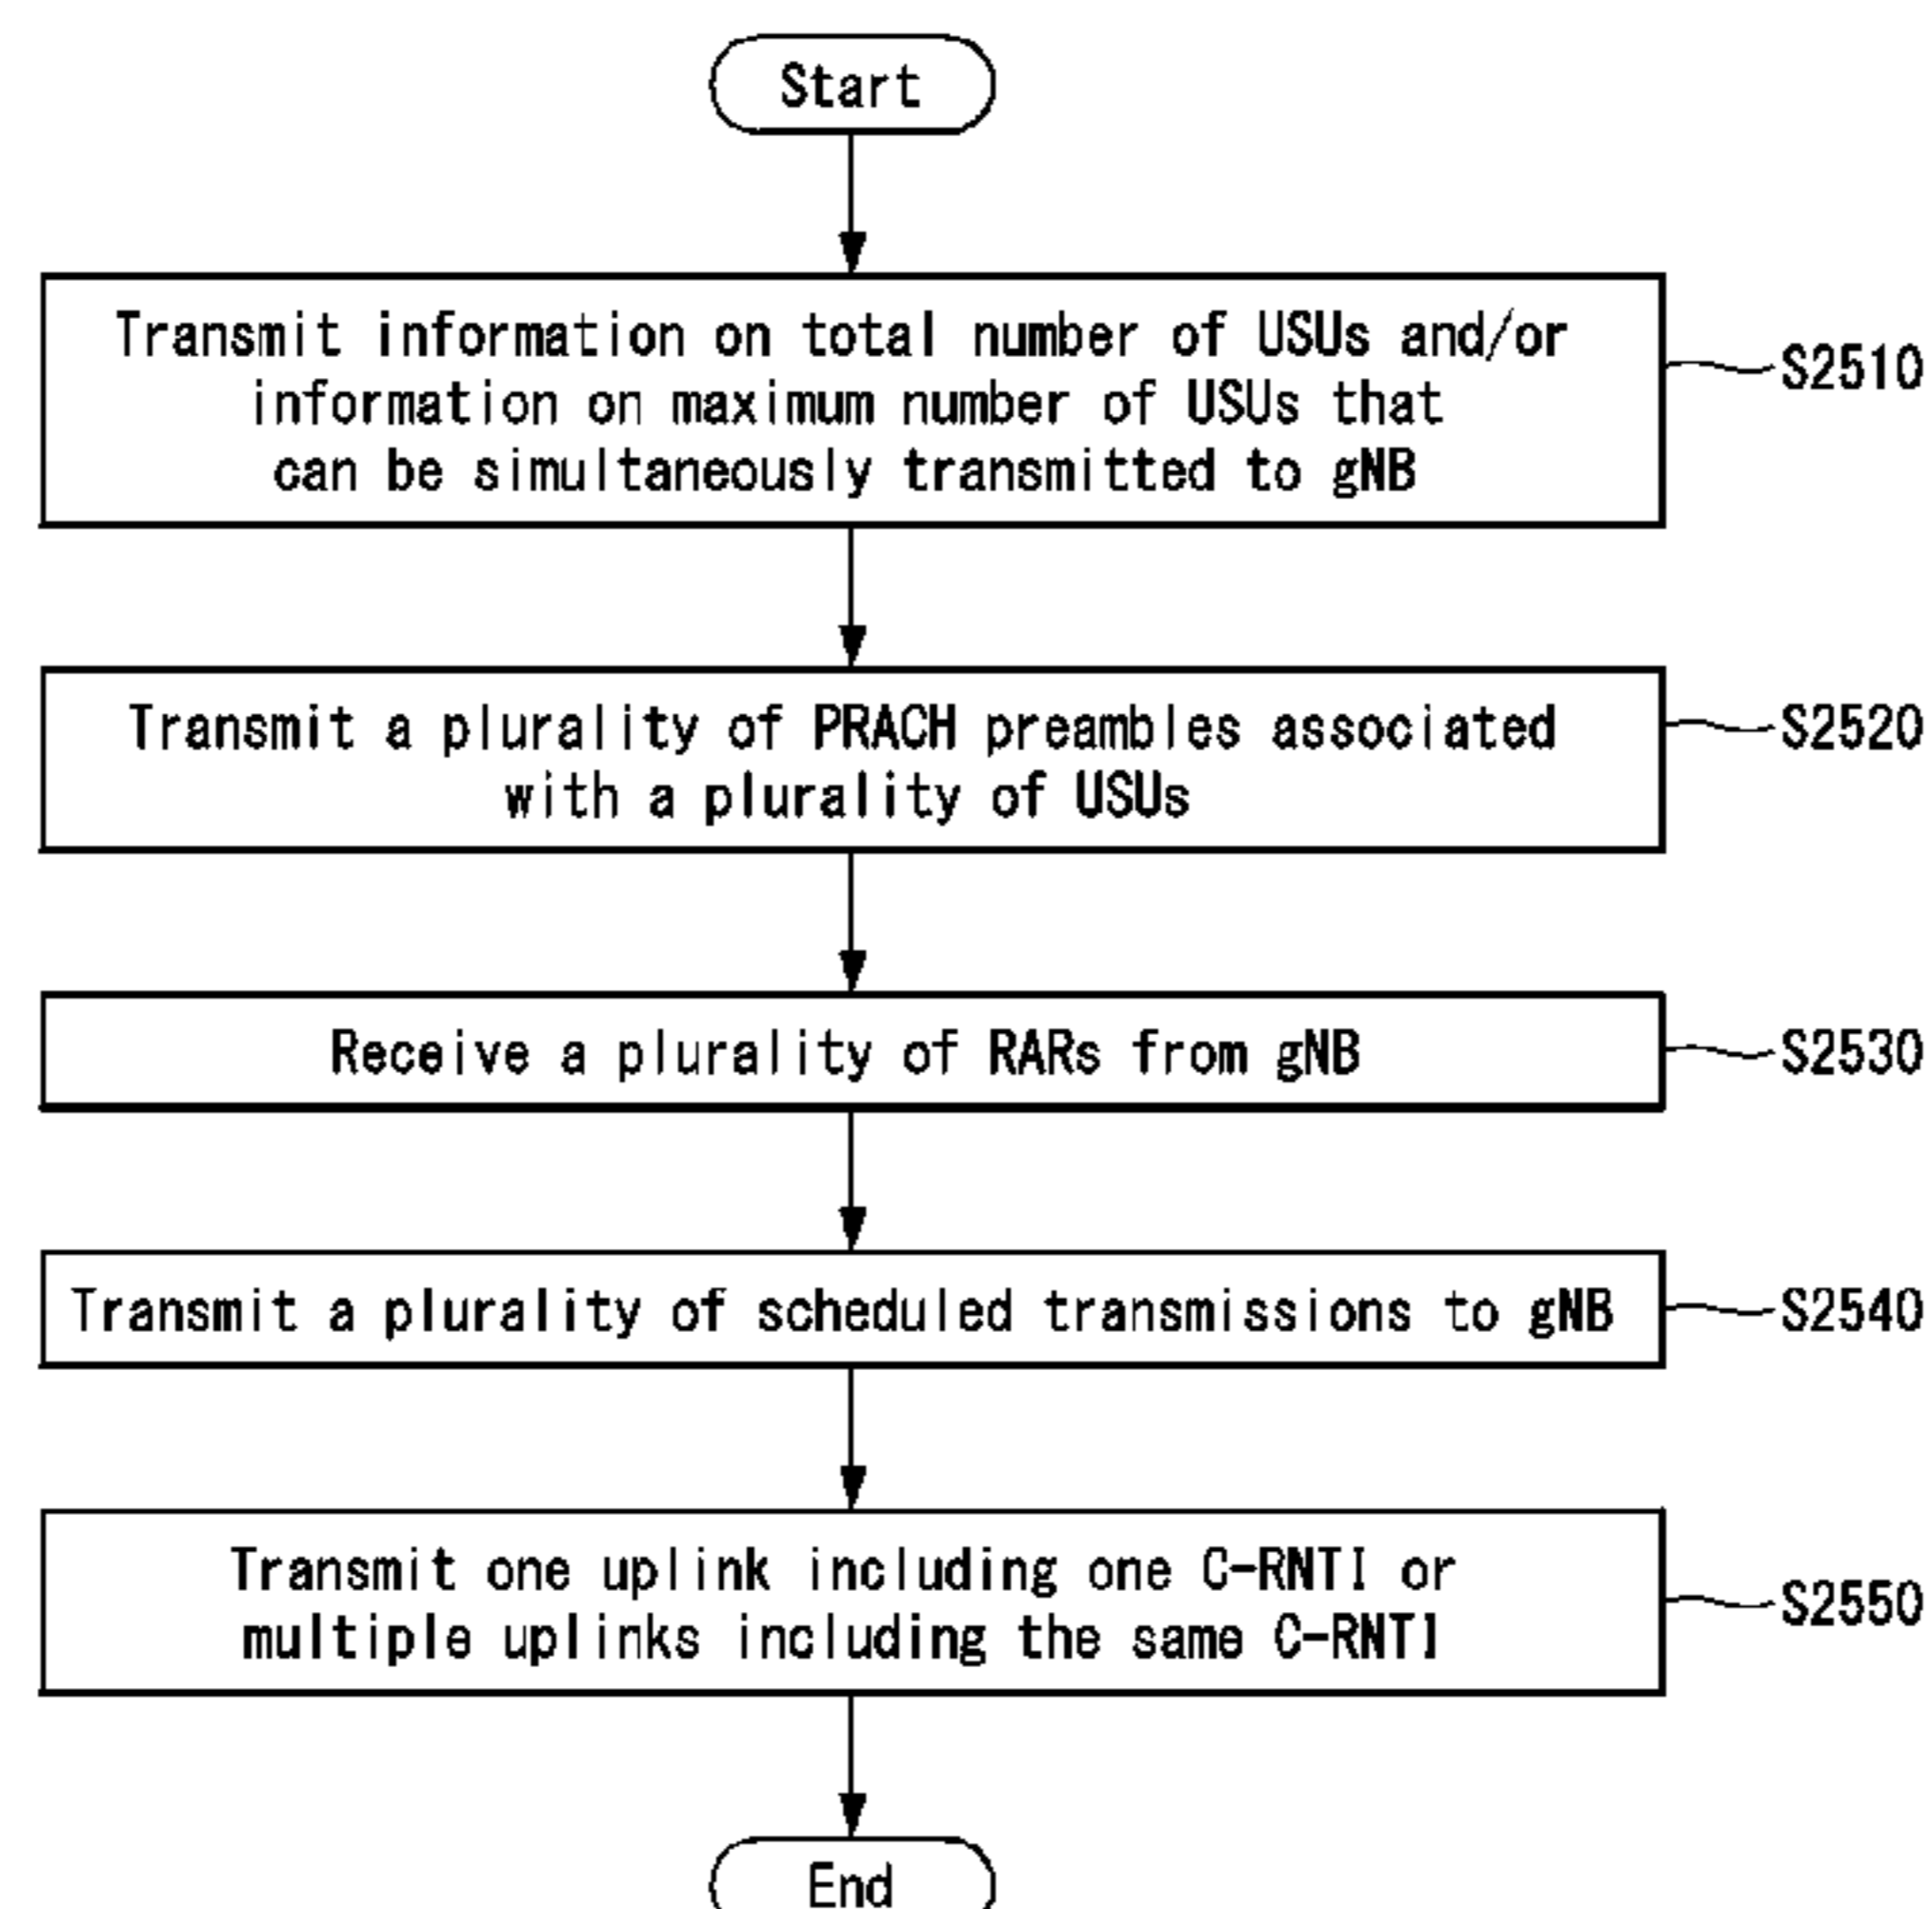 Start
Transmit information on total number of USUs and/or
information on maximum number of USUs that
can be simultaneously transmitted to gNB
S2510
Transmit a plurality of PRACH preambles associated
with a plurality of USUs
S2520
Receive a plurality of RARs from gNB
S2530
Transmit a plurality of scheduled transmissions to gNB
S2540
Transmit one uplink including one C-RNTI or
multiple uplinks including the same C-RNTI
S2550
End